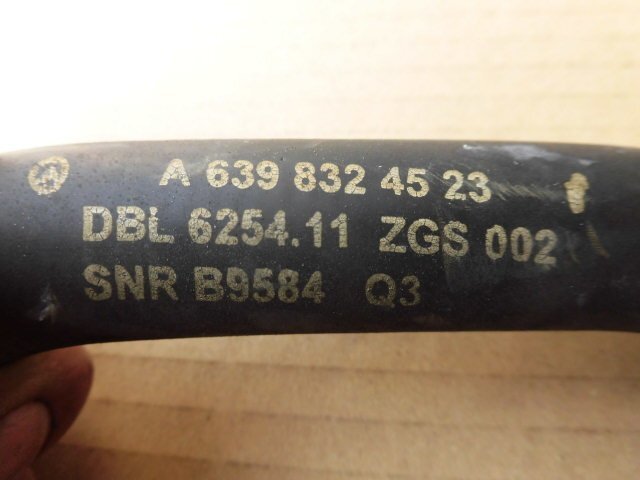 A 639 832 45 23
DBL 6254.11 ZGS 002
SNR B9584 Q3